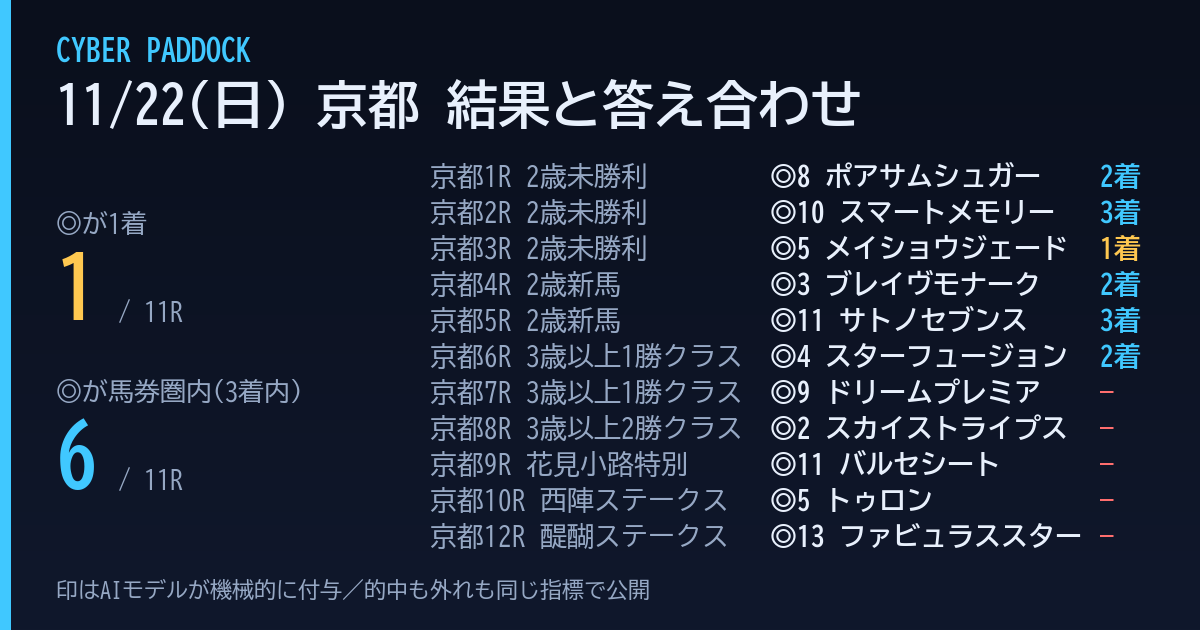 CYBER PADDOCK
11/22(日) 京都 結果と答え合わせ
◎が1着
1 / 11R
◎が馬券圏内(3着内)
6 / 11R
京都1R 2歳未勝利 ◎8 ポアサムシュガー 2着
京都2R 2歳未勝利 ◎10 スマートメモリー 3着
京都3R 2歳未勝利 ◎5 メイショウジェード 1着
京都4R 2歳新馬 ◎3 ブレイヴモナーク 2着
京都5R 2歳新馬 ◎11 サトノセブンス 3着
京都6R 3歳以上1勝クラス ◎4 スターフュージョン 2着
京都7R 3歳以上1勝クラス ◎9 ドリームプレミア –
京都8R 3歳以上2勝クラス ◎2 スカイストライプス –
京都9R 花見小路特別 ◎11 バルセシート –
京都10R 西陣ステークス ◎5 トゥロン –
京都12R 醍醐ステークス ◎13 ファビュラススター –
印はAIモデルが機械的に付与／的中も外れも同じ指標で公開